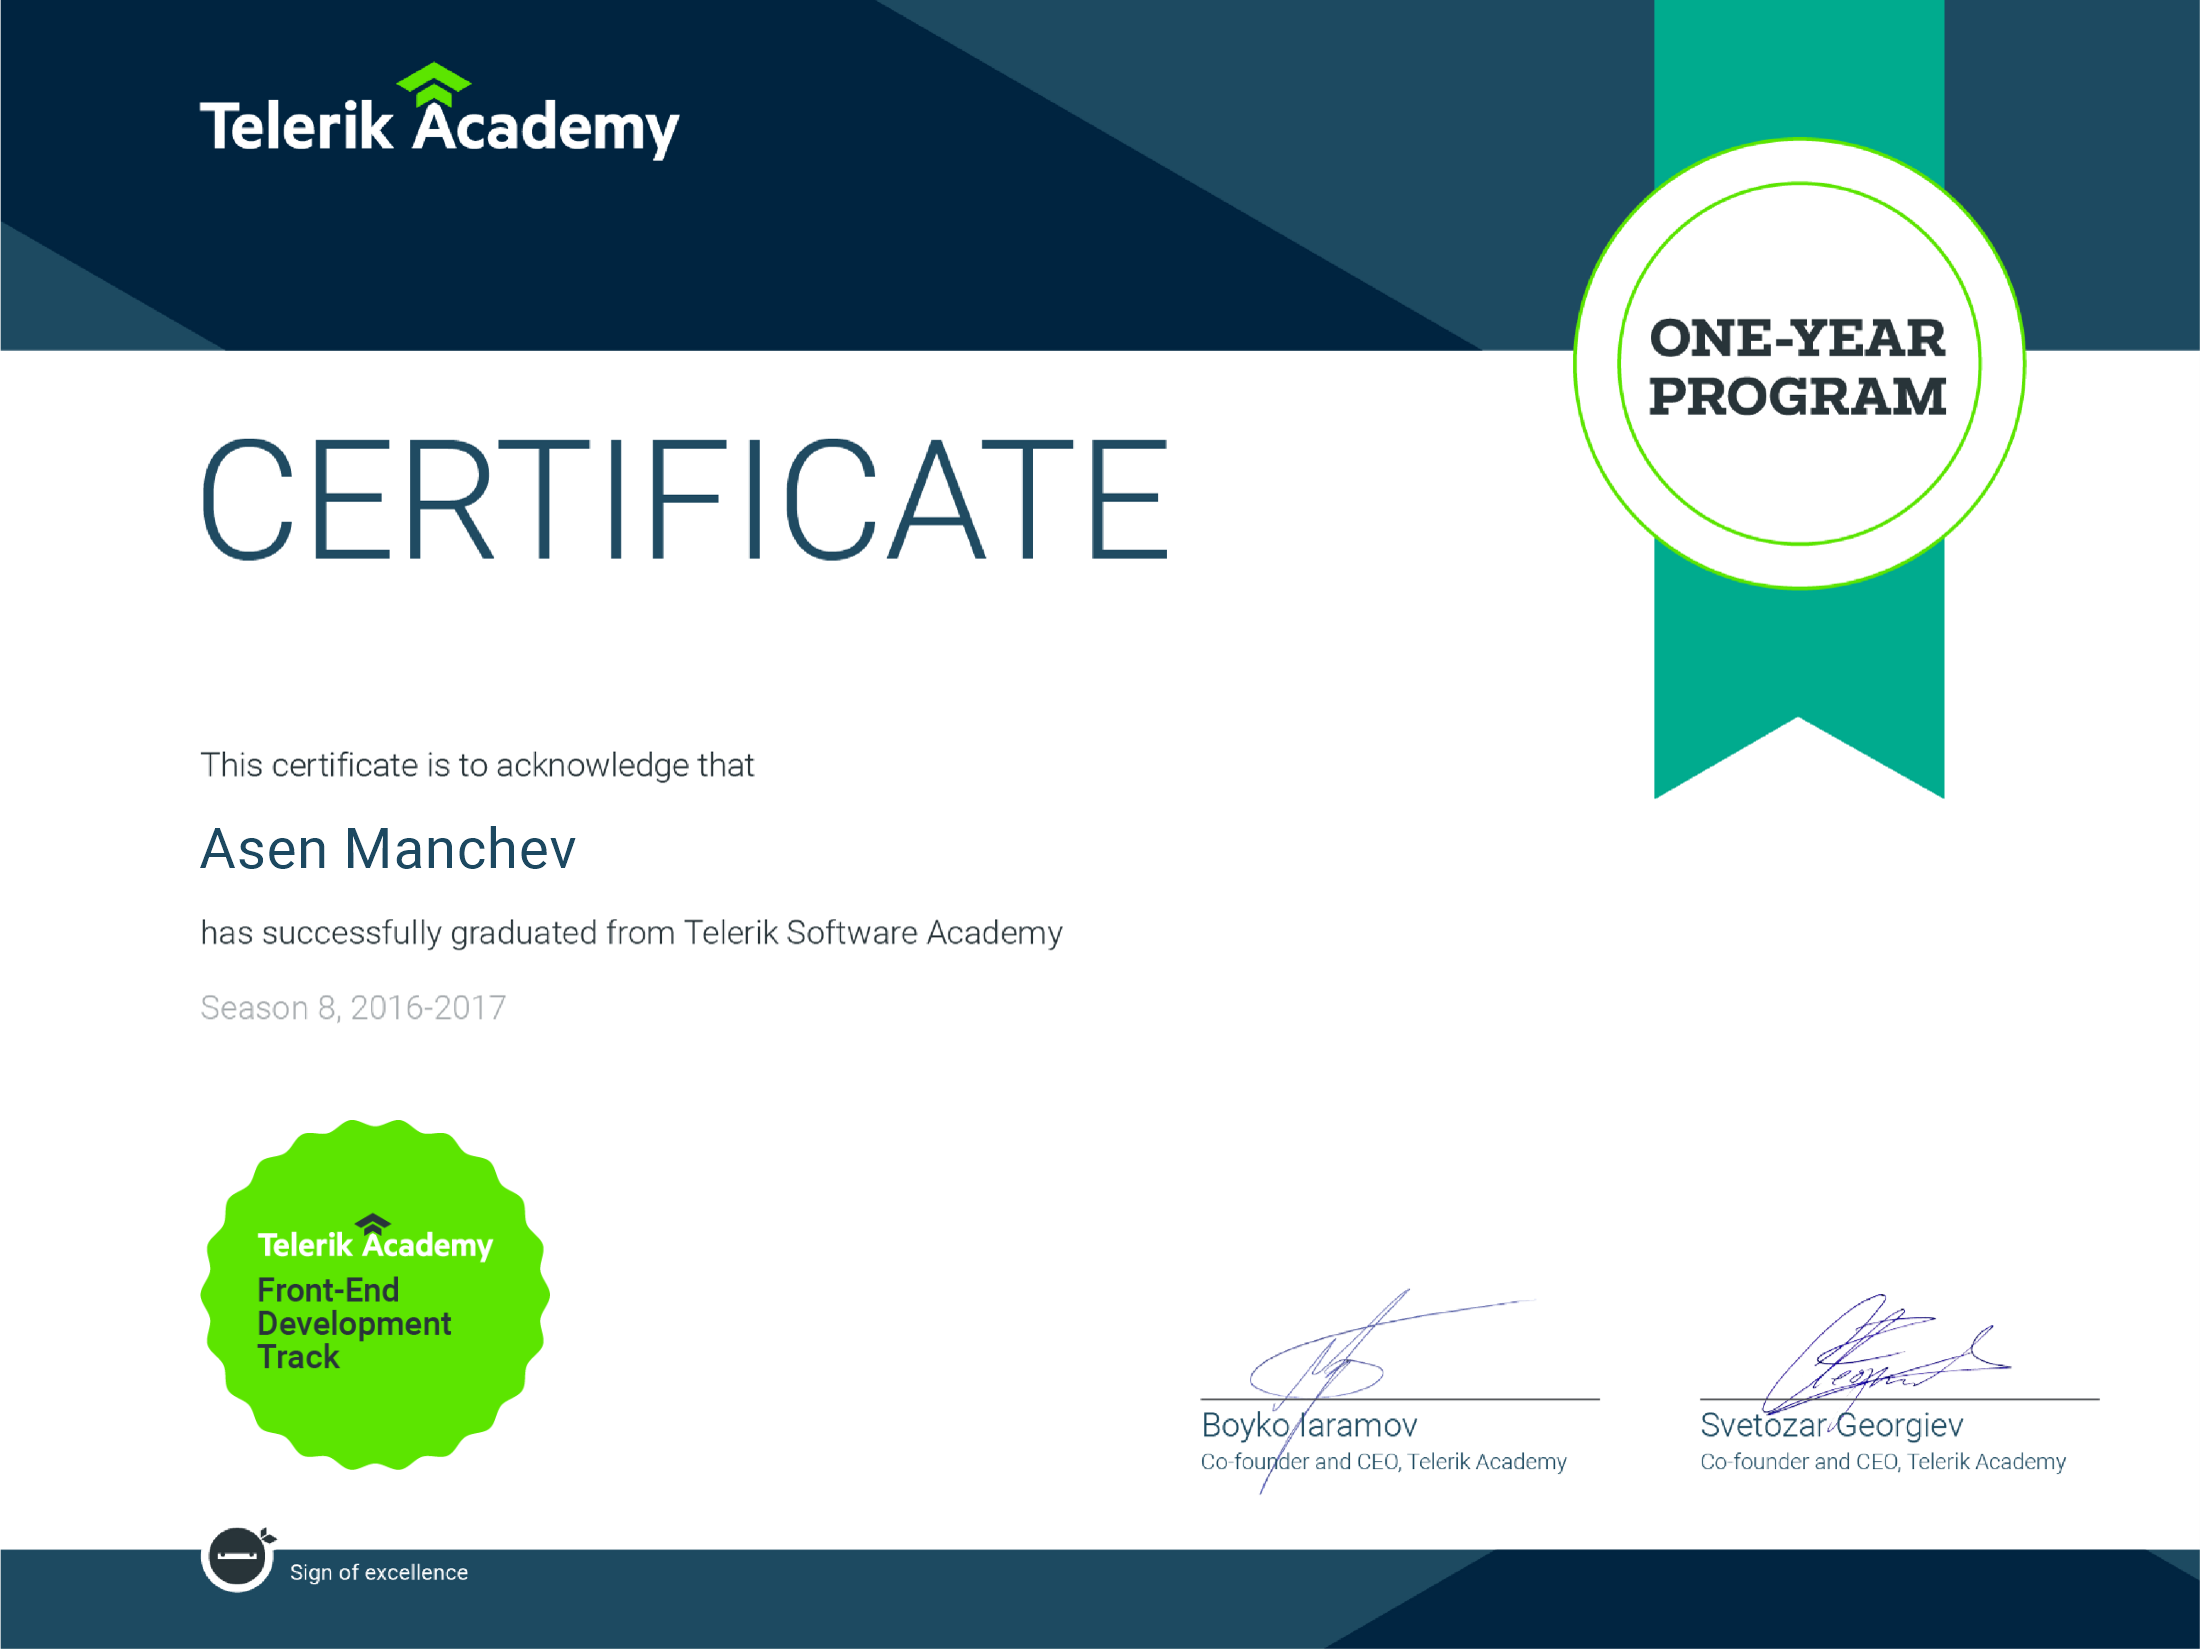 Telerik Academy
ONE-YEAR
PROGRAM
CERTIFICATE
This certificate is to acknowledge that
Asen Manchev
has successfully graduated from Telerik Software Academy
Season 8, 2016-2017
Telerik Academy
Front-End
Development
Track
Boyko Iaramov
Co-founder and CEO, Telerik Academy
Svetozar Georgiev
Co-founder and CEO, Telerik Academy
Sign of excellence